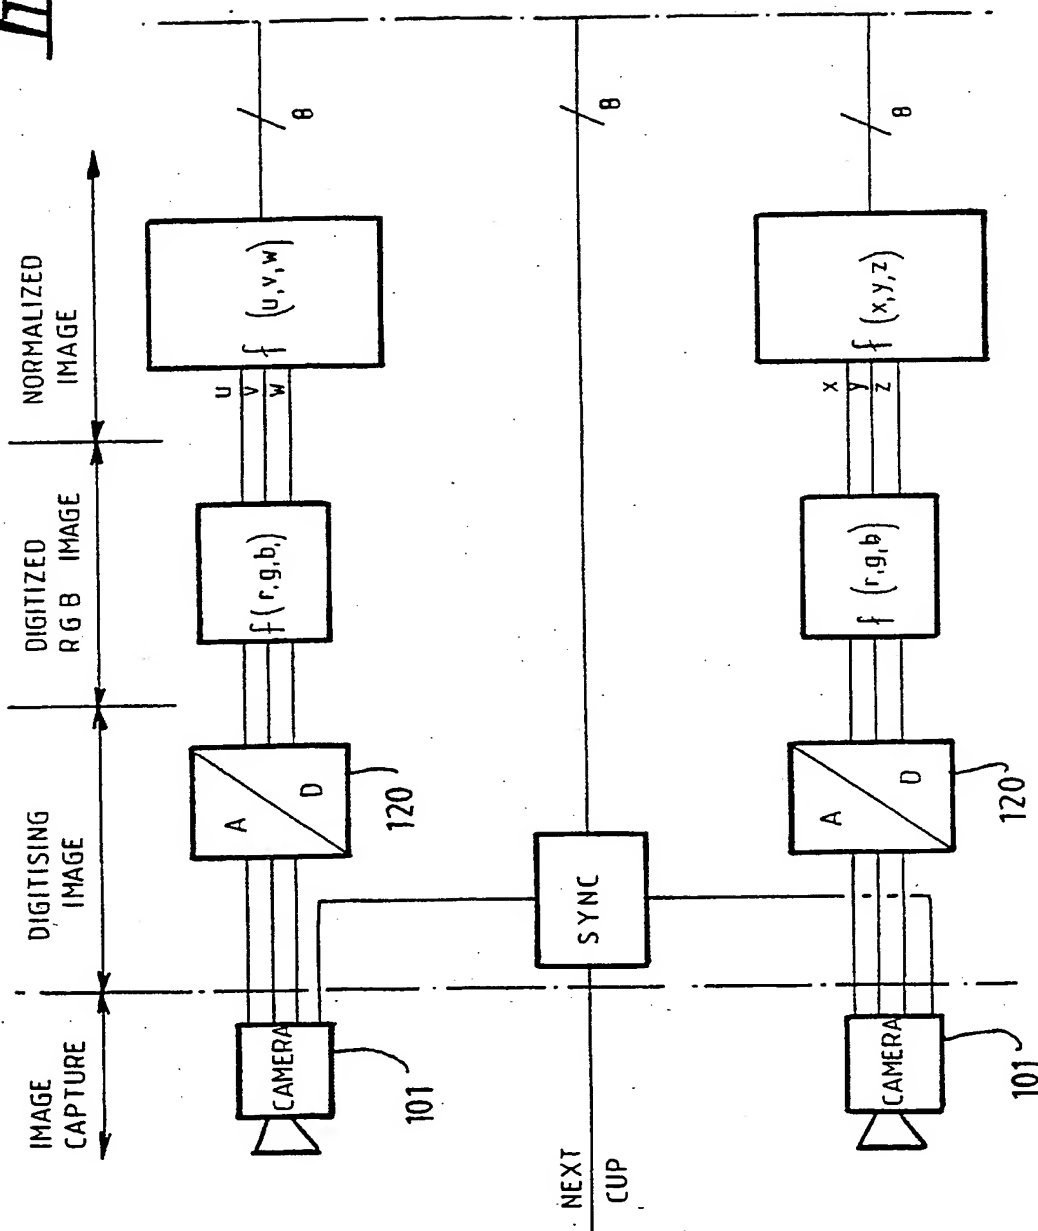 IMAGE
CAPTURE
DIGITISING
IMAGE
DIGITIZED
RGB IMAGE
NORMALIZED
IMAGE
CAMERA
101
A
D
120
f(r,g,b,)
u
v
w
f (u,v,w)
8
NEXT
CUP
SYNC
8
CAMERA
101
A
D
120
f (r,g,b)
x
y
z
f (x,y,z)
8